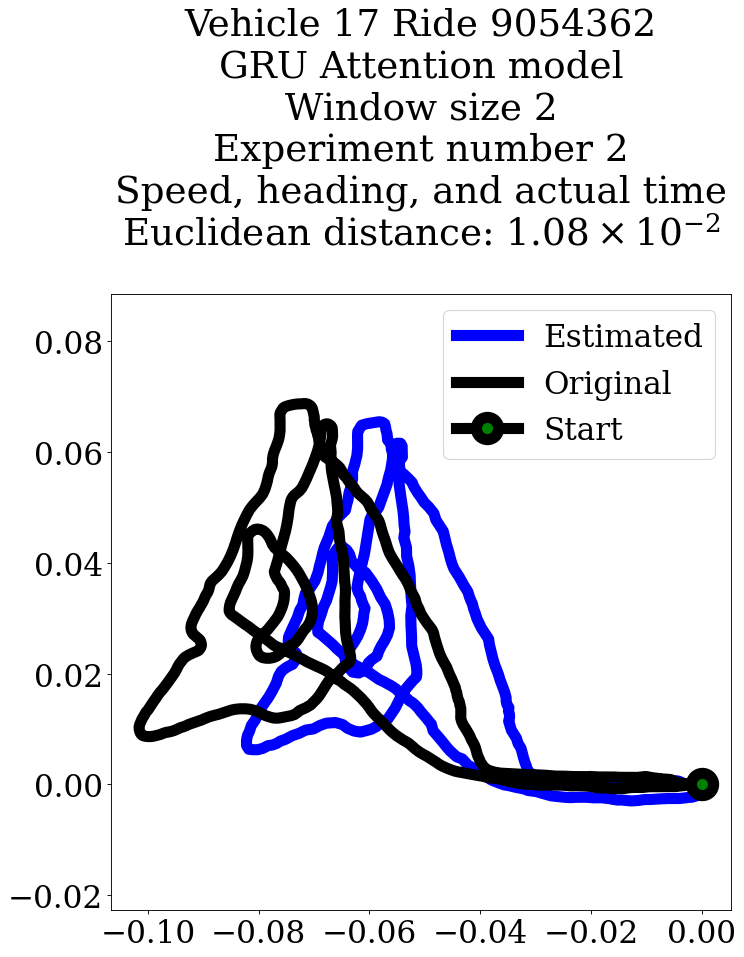 Vehicle 17 Ride 9054362
GRU Attention model
Window size 2
Experiment number 2
Speed, heading, and actual time
Euclidean distance: 1.08 × 10⁻²
Estimated
Original
Start
0.08
0.06
0.04
0.02
0.00
−0.02
−0.10 −0.08 −0.06 −0.04 −0.02 0.00